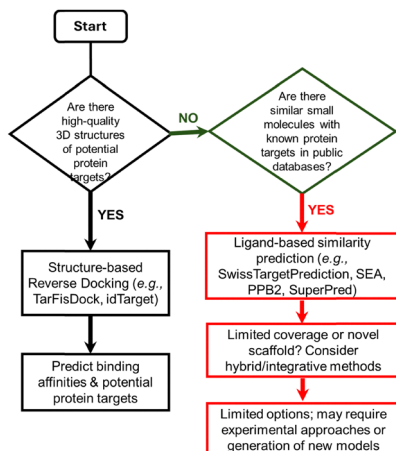 Start
Are there
high-quality
3D structures
of potential
protein
targets?
NO
Are there
similar small
molecules with
known protein
targets in public
databases?
YES
YES
Structure-based
Reverse Docking (e.g.,
TarFisDock, idTarget)
Ligand-based similarity
prediction (e.g.,
SwissTargetPrediction, SEA,
PPB2, SuperPred)
Predict binding
affinities & potential
protein targets
Limited coverage or novel
scaffold? Consider
hybrid/integrative methods
Limited options; may require
experimental approaches or
generation of new models